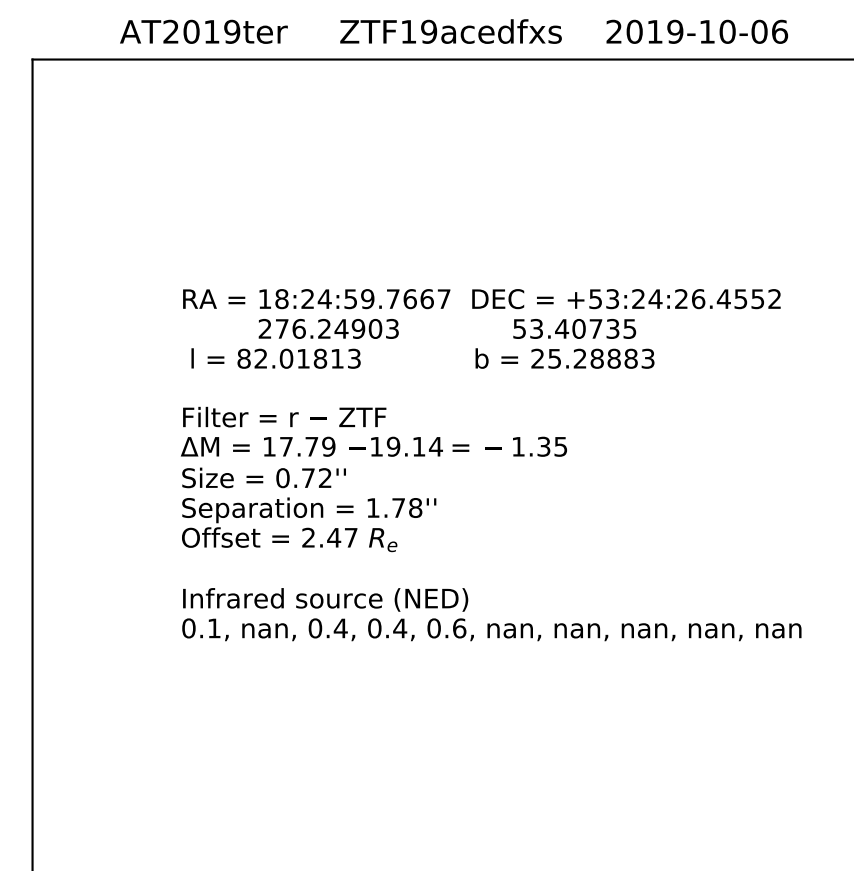 AT2019ter ZTF19acedfxs 2019-10-06
RA = 18:24:59.7667 DEC = +53:24:26.4552
276.24903 53.40735
l = 82.01813 b = 25.28883
Filter = r − ZTF
ΔM = 17.79 −19.14 = − 1.35
Size = 0.72''
Separation = 1.78''
Offset = 2.47 Rₑ
Infrared source (NED)
0.1, nan, 0.4, 0.4, 0.6, nan, nan, nan, nan, nan